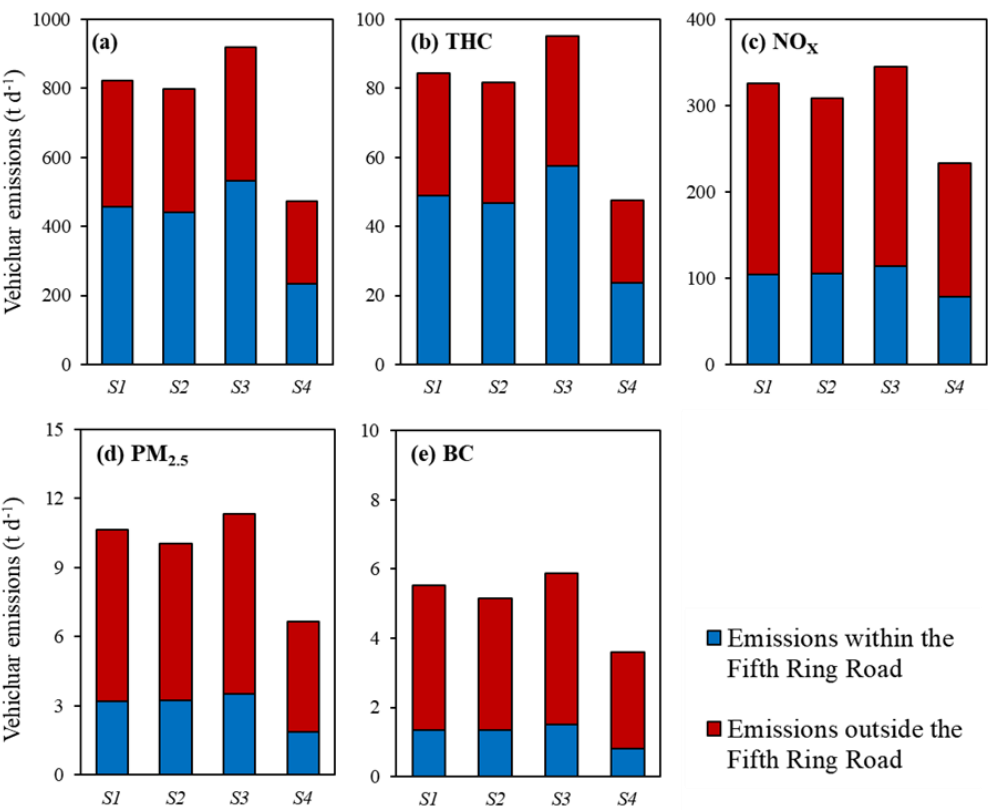 (a)
Vehichuar emissions (t d⁻¹)
1000
800
600
400
200
0
S1 S2 S3 S4
(b) THC
100
80
60
40
20
0
S1 S2 S3 S4
(c) NOX
400
300
200
100
0
S1 S2 S3 S4
(d) PM2.5
Vehichuar emissions (t d⁻¹)
15
12
9
6
3
0
S1 S2 S3 S4
(e) BC
10
8
6
4
2
0
S1 S2 S3 S4
Emissions within the
Fifth Ring Road
Emissions outside the
Fifth Ring Road